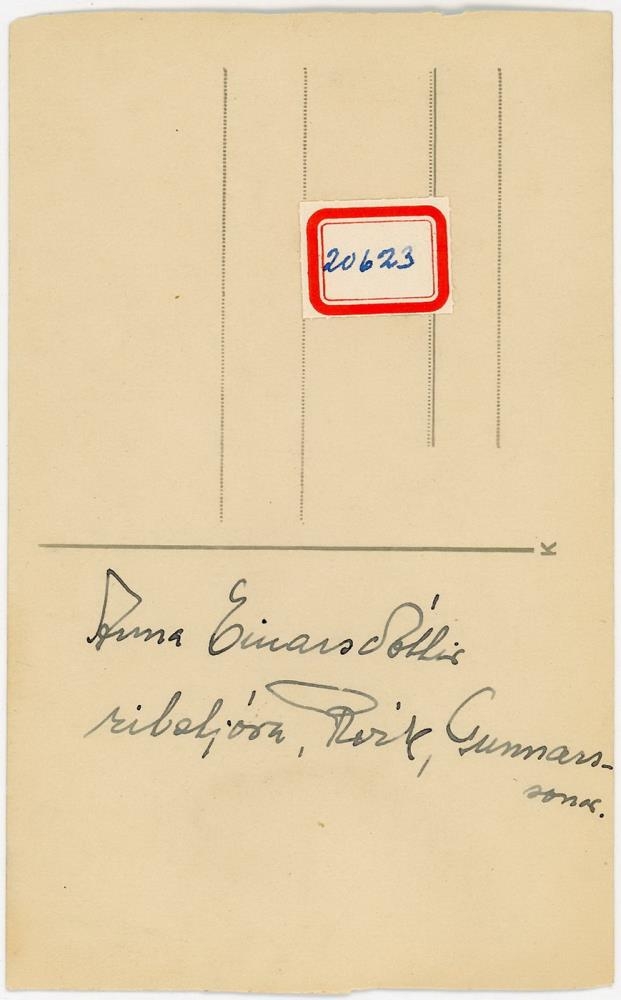 20623
K
Anna Einarsdóttir
ritstjóra, Rvík, Gunnars-
sonar.